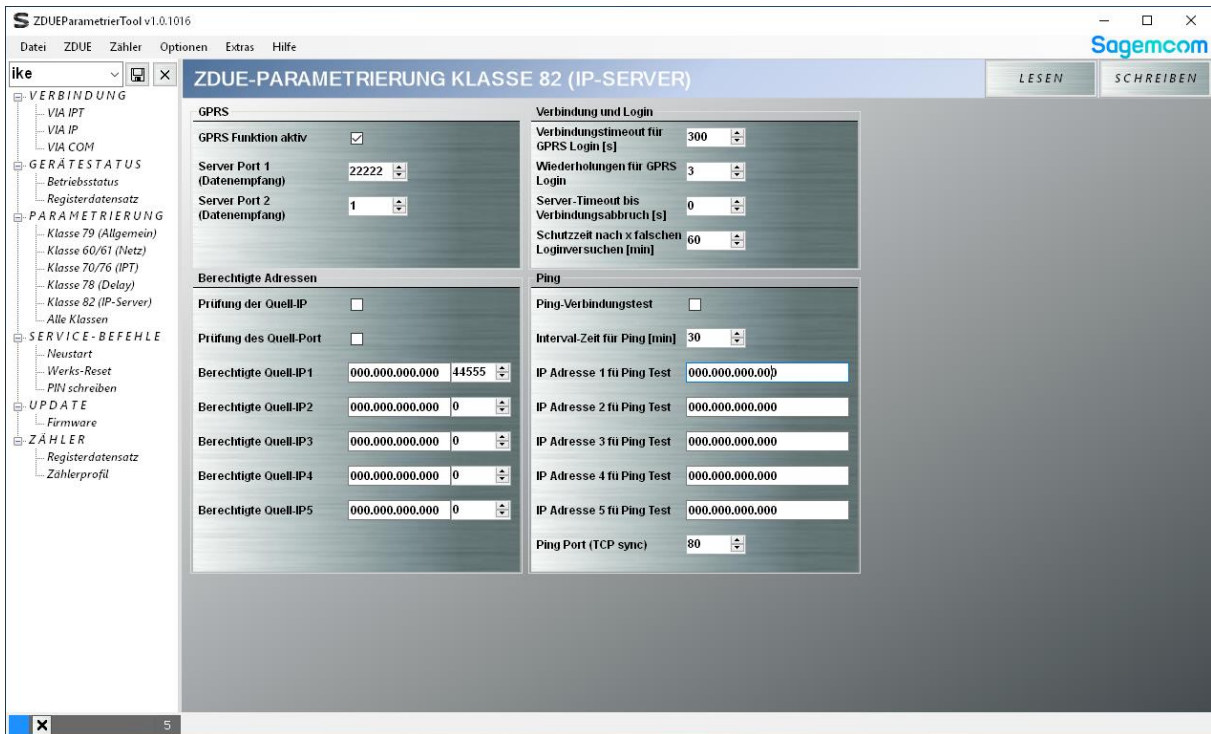 ZDUEParametrierTool v1.0.1016
Datei ZDUE Zähler Optionen Extras Hilfe
Sagemcom
ike
ZDUE-PARAMETRIERUNG KLASSE 82 (IP-SERVER)
LESEN
SCHREIBEN
VERBINDUNG
VIA IPT
VIA IP
VIA COM
GERÄTESTATUS
Betriebsstatus
Registerdatensatz
PARAMETRIERUNG
Klasse 79 (Allgemein)
Klasse 60/61 (Netz)
Klasse 70/76 (IPT)
Klasse 78 (Delay)
Klasse 82 (IP-Server)
Alle Klassen
SERVICE-BEFEHLE
Neustart
Werks-Reset
PIN schreiben
UPDATE
Firmware
ZÄHLER
Registerdatensatz
Zählerprofil
GPRS
GPRS Funktion aktiv
Server Port 1
(Datenempfang)
22222
Server Port 2
(Datenempfang)
1
Verbindung und Login
Verbindungstimeout für
GPRS Login [s]
300
Wiederholungen für GPRS
Login
3
Server-Timeout bis
Verbindungsabbruch [s]
0
Schutzzeit nach x falschen
Loginversuchen [min]
60
Berechtigte Adressen
Prüfung der Quell-IP
Prüfung des Quell-Port
Berechtigte Quell-IP1 000.000.000.000 44555
Berechtigte Quell-IP2 000.000.000.000 0
Berechtigte Quell-IP3 000.000.000.000 0
Berechtigte Quell-IP4 000.000.000.000 0
Berechtigte Quell-IP5 000.000.000.000 0
Ping
Ping-Verbindungstest
Interval-Zeit für Ping [min] 30
IP Adresse 1 fü Ping Test 000.000.000.000
IP Adresse 2 fü Ping Test 000.000.000.000
IP Adresse 3 fü Ping Test 000.000.000.000
IP Adresse 4 fü Ping Test 000.000.000.000
IP Adresse 5 fü Ping Test 000.000.000.000
Ping Port (TCP sync) 80
5